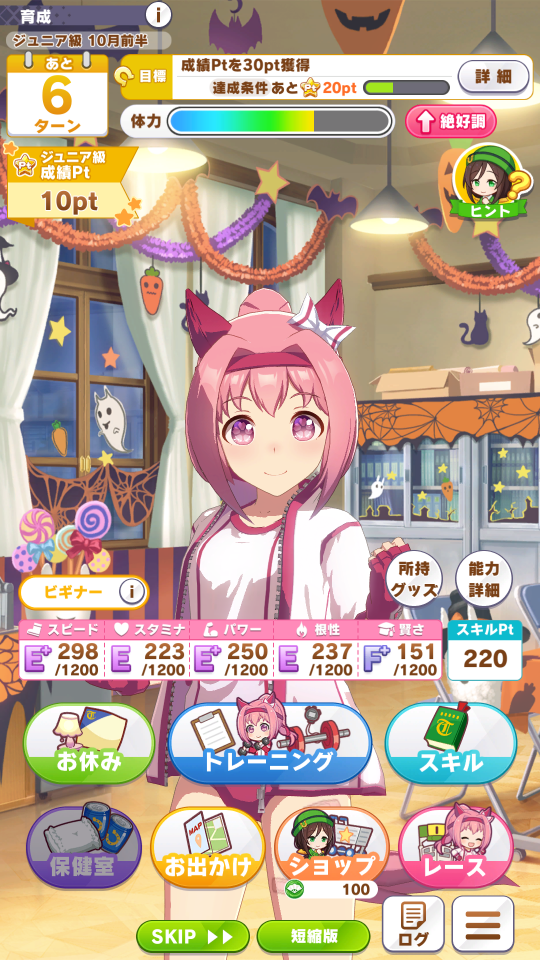 育成
i
ジュニア級 10月前半
あと
6
ターン
目標
成績Ptを30pt獲得
達成条件 あと Pt 20pt
詳細
体力
絶好調
Pt ジュニア級
成績Pt
10pt
ヒント
ビギナー
i
所持
グッズ
能力
詳細
スピード スタミナ パワー 根性 賢さ スキルPt
E+ 298 /1200
E 223 /1200
E+ 250 /1200
E 237 /1200
F+ 151 /1200
220
お休み
トレーニング
スキル
保健室
MAP
お出かけ
ショップ
レース
100
SKIP
短縮版
ログ